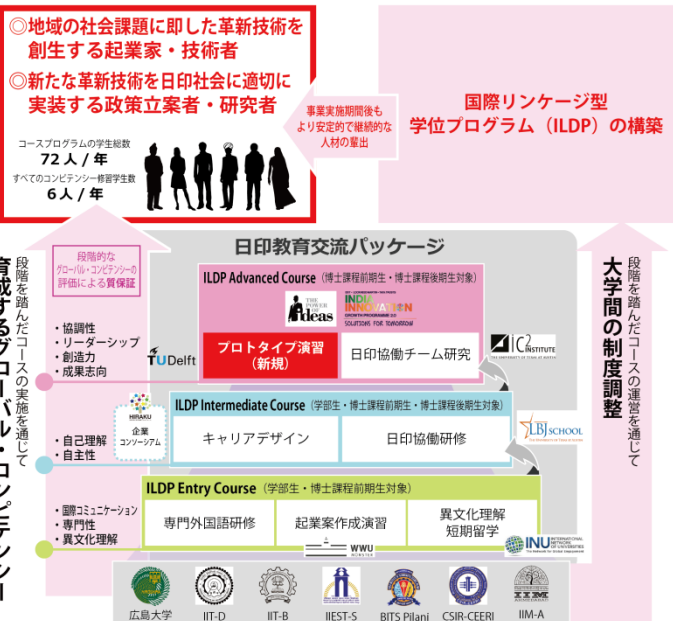 ◎地域の社会課題に即した革新技術を
創生する起業家・技術者
◎新たな革新技術を日印社会に適切に
実装する政策立案者・研究者
コースプログラムの学生総数
72人 / 年
すべてのコンピテンシー修習学生数
6人 / 年
事業実施期間後も
より安定的で継続的な
人材の輩出
国際リンケージ型
学位プログラム（ILDP）の構築
日印教育交流パッケージ
段階的な
グローバル・コンピテンシーの
評価による質保証
ILDP Advanced Course（博士課程前期生・博士課程後期生対象）
THE
POWER
OF
ideas
INDIA
INNOVATION
GROWTH PROGRAMME 2.0
SOLUTIONS FOR TOMORROW
プロトタイプ演習
（新規）
日印協働チーム研究
TU Delft
IC² INSTITUTE
THE UNIVERSITY OF TEXAS AT AUSTIN
・協調性
・リーダーシップ
・創造力
・成果志向
HIRAKU
企業
コンソーシアム
ILDP Intermediate Course（学部生・博士課程前期生・博士課程後期生対象）
キャリアデザイン
日印協働研修
LBJ SCHOOL
・自己理解
・自主性
ILDP Entry Course（学部生・博士課程前期生対象）
専門外国語研修
起業案作成演習
異文化理解
短期留学
・国際コミュニケーション
・専門性
・異文化理解
WWU
MÜNSTER
INU INTERNATIONAL
NETWORK
OF UNIVERSITIES
広島大学
IIT-D
IIT-B
IIEST-S
BITS Pilani
CSIR-CEERI
IIM-A
段階を踏んだコースの実施を通じて
育成するグローバル・コンピテンシー
段階を踏んだコースの運営を通じて
大学間の制度調整